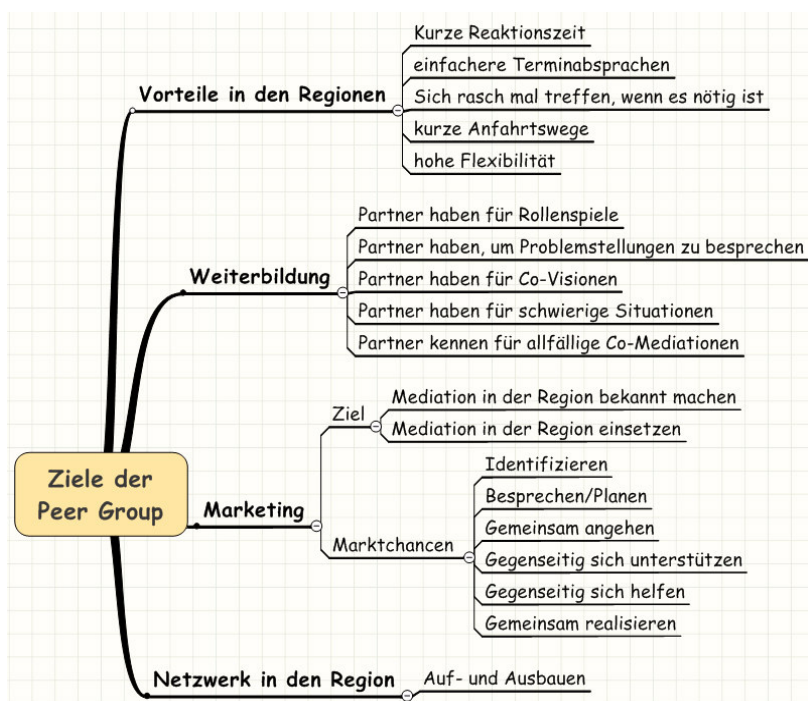 Ziele der
Peer Group
Vorteile in den Regionen
Kurze Reaktionszeit
einfachere Terminabsprachen
Sich rasch mal treffen, wenn es nötig ist
kurze Anfahrtswege
hohe Flexibilität
Weiterbildung
Partner haben für Rollenspiele
Partner haben, um Problemstellungen zu besprechen
Partner haben für Co-Visionen
Partner haben für schwierige Situationen
Partner kennen für allfällige Co-Mediationen
Marketing
Ziel
Mediation in der Region bekannt machen
Mediation in der Region einsetzen
Marktchancen
Identifizieren
Besprechen/Planen
Gemeinsam angehen
Gegenseitig sich unterstützen
Gegenseitig sich helfen
Gemeinsam realisieren
Netzwerk in den Region
Auf- und Ausbauen